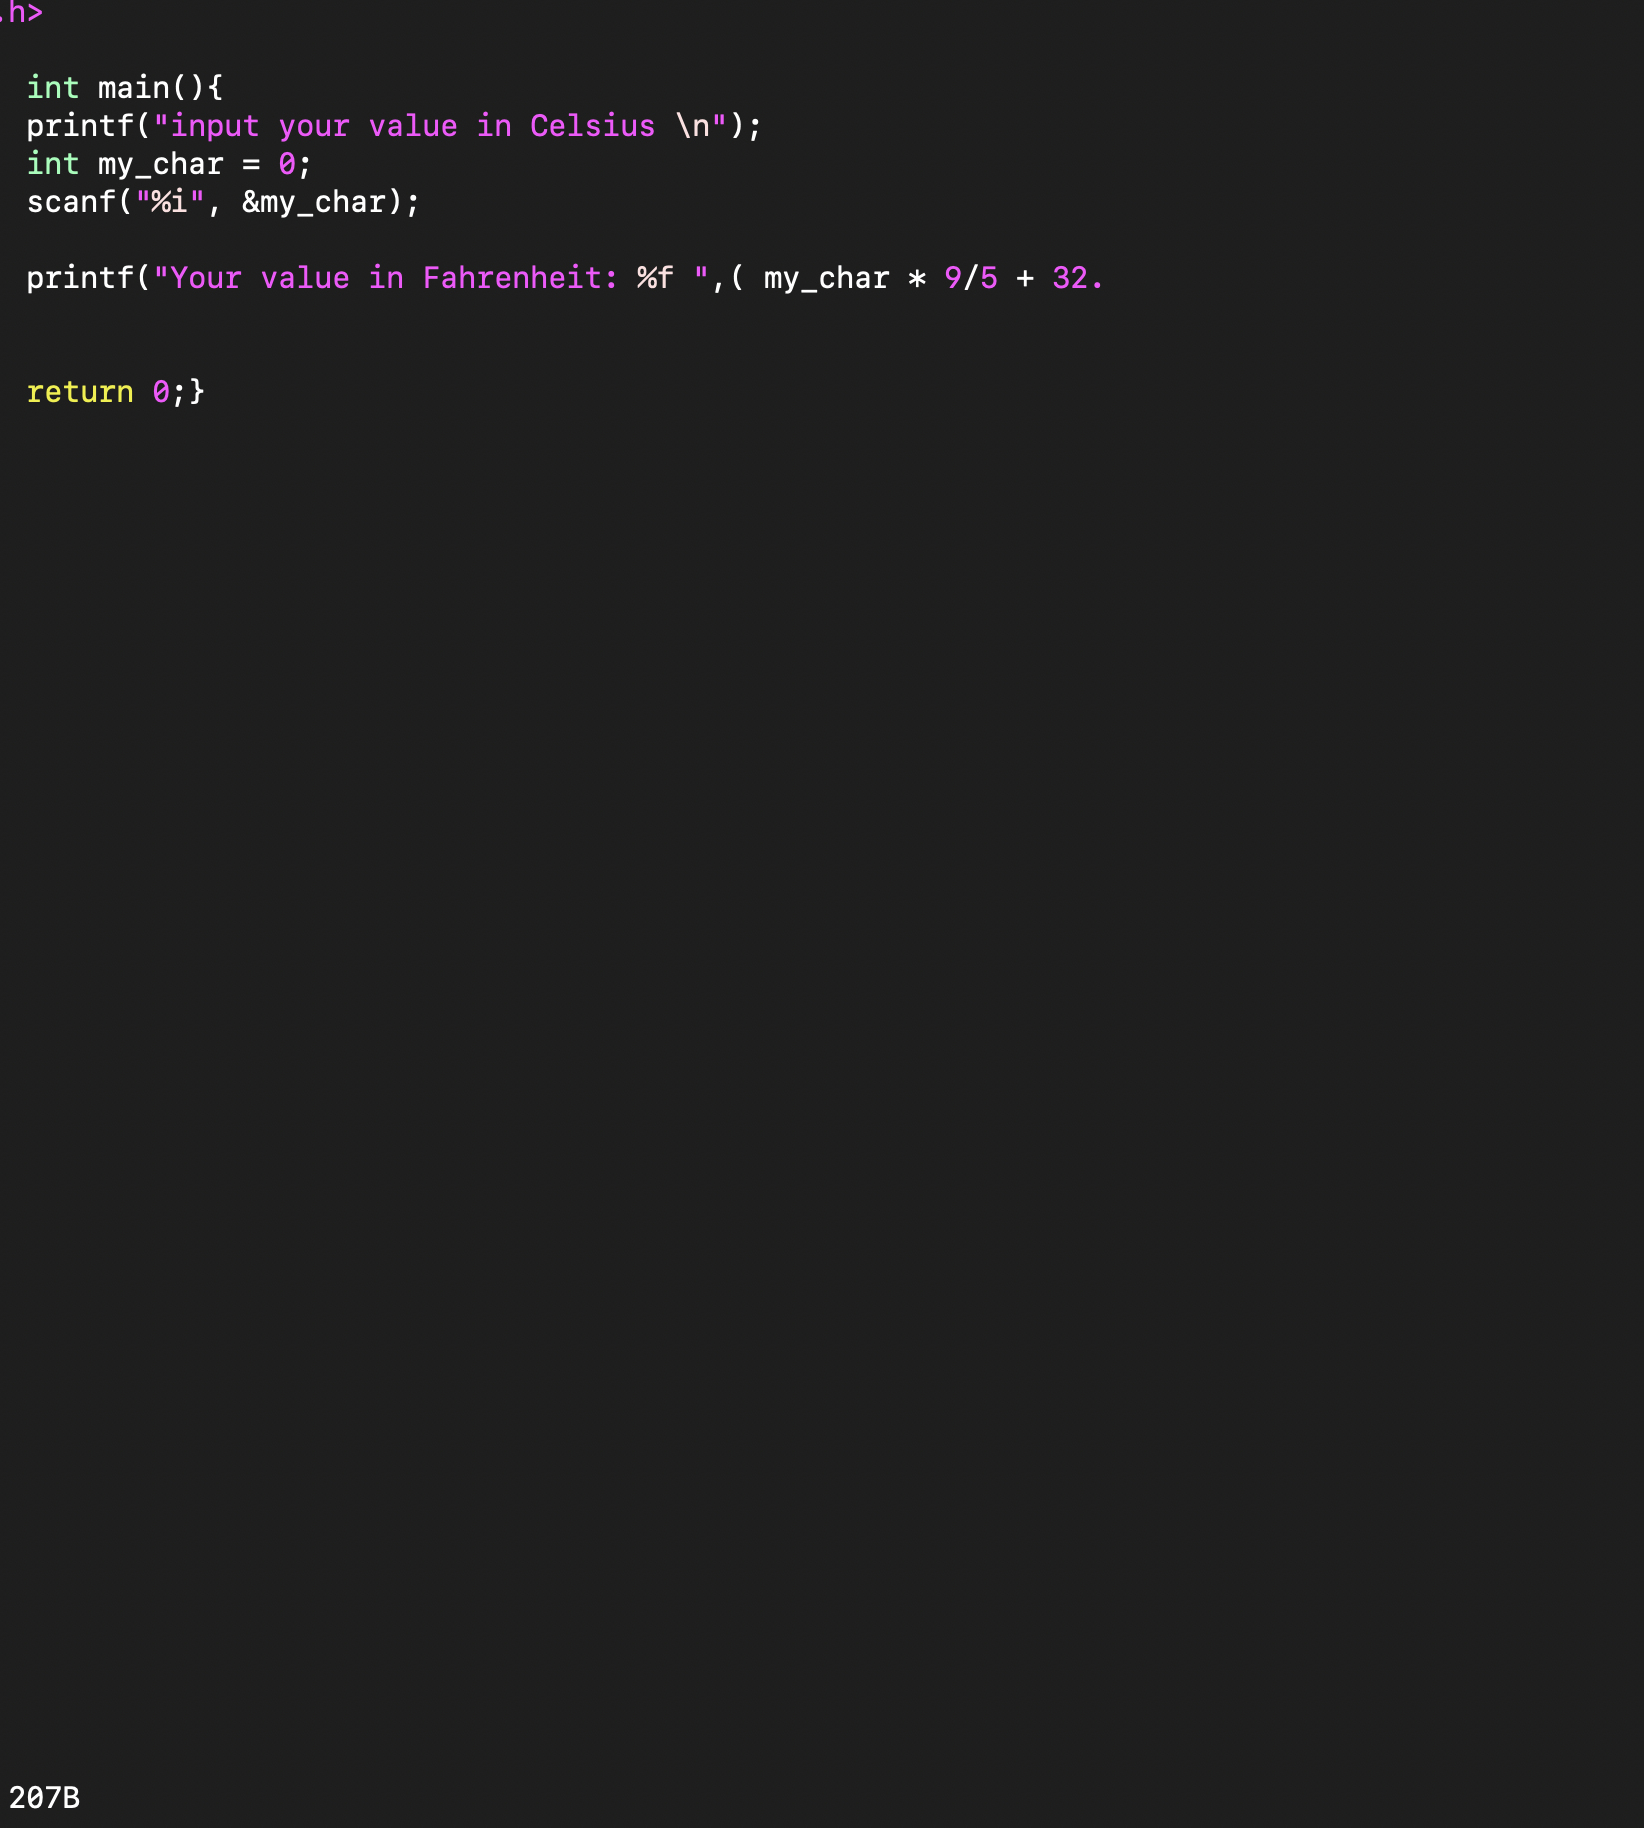 .h>
int main(){
printf("input your value in Celsius \n");
int my_char = 0;
scanf("%i", &my_char);
printf("Your value in Fahrenheit: %f ",( my_char * 9/5 + 32.
return 0;}
207B